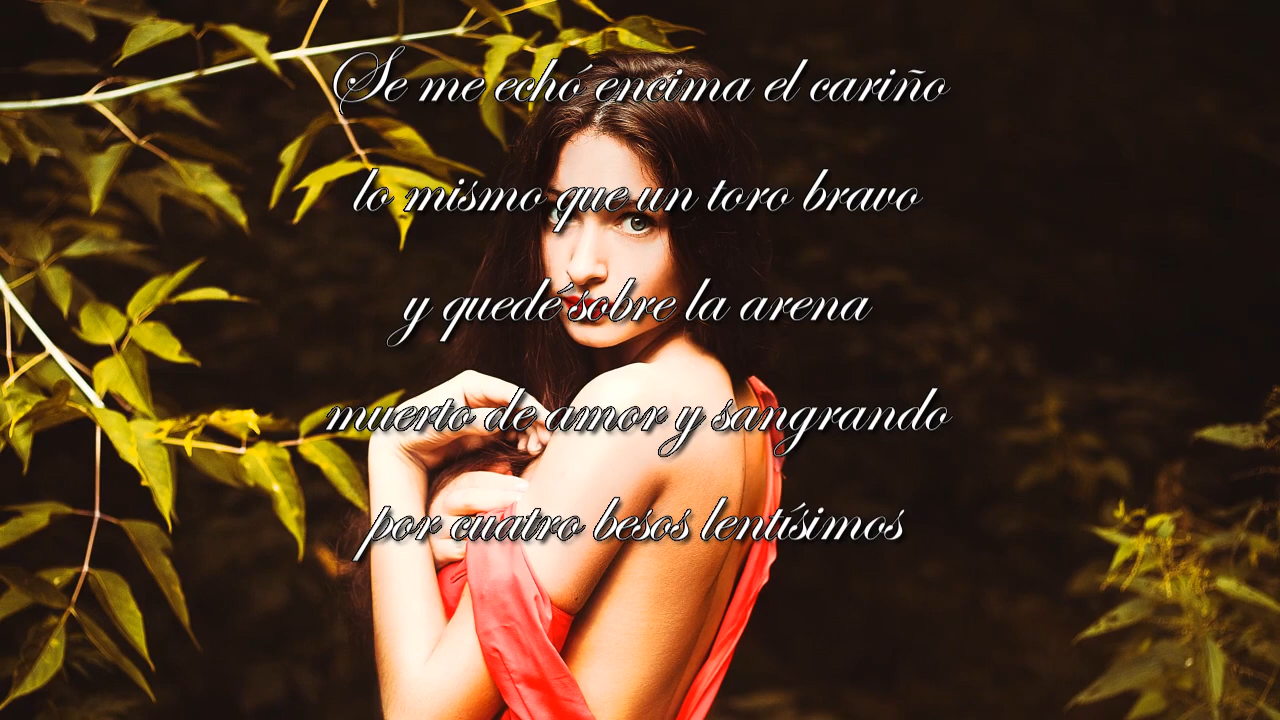 Se me echó encima el cariño
lo mismo que un toro bravo
y quedé sobre la arena
muerto de amor y sangrando
por cuatro besos lentísimos